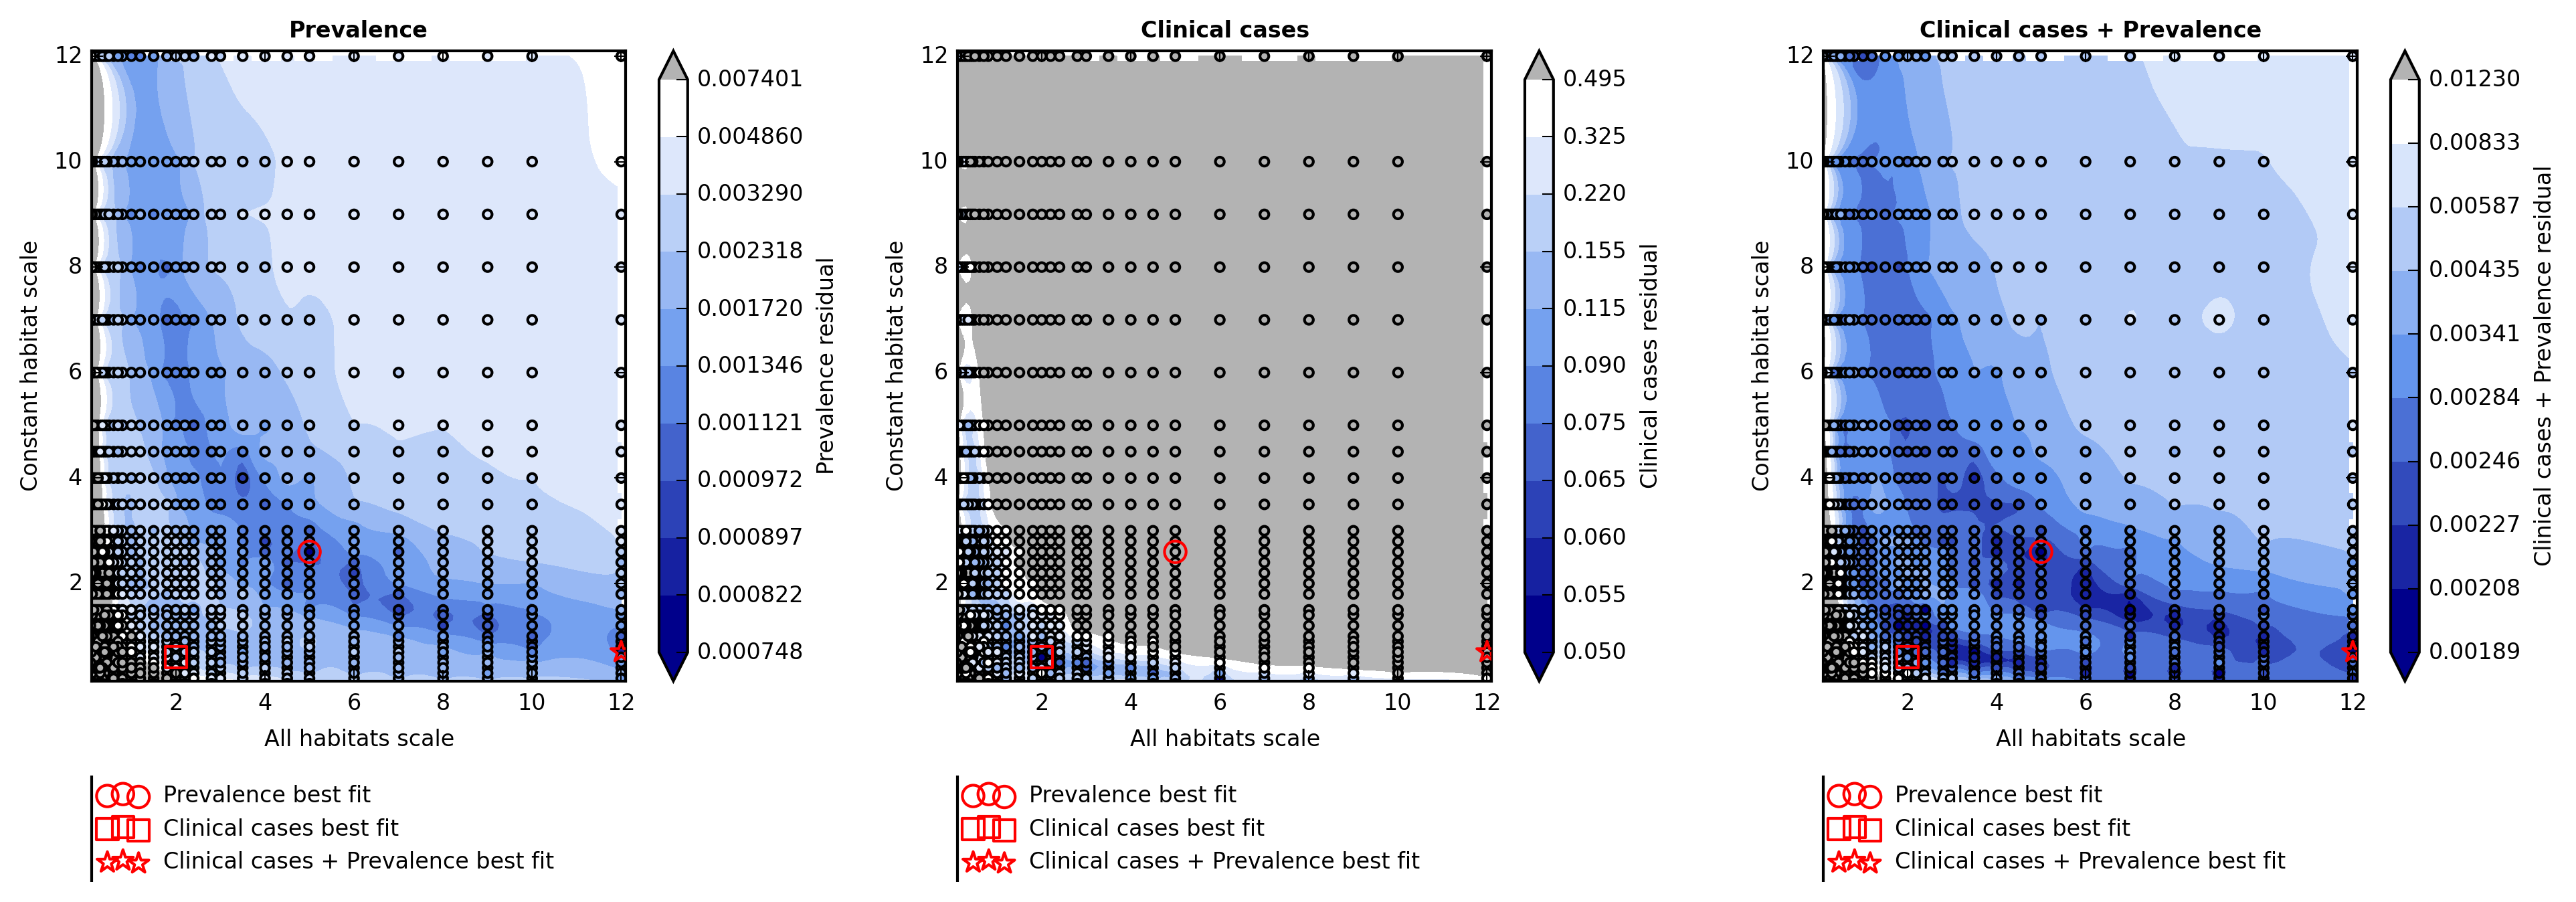 Prevalence
12
10
8
6
4
2
2 4 6 8 10 12
Constant habitat scale
All habitats scale
0.007401
0.004860
0.003290
0.002318
0.001720
0.001346
0.001121
0.000972
0.000897
0.000822
0.000748
Prevalence residual
Prevalence best fit
Clinical cases best fit
Clinical cases + Prevalence best fit
Clinical cases
12
10
8
6
4
2
2 4 6 8 10 12
Constant habitat scale
All habitats scale
0.495
0.325
0.220
0.155
0.115
0.090
0.075
0.065
0.060
0.055
0.050
Clinical cases residual
Prevalence best fit
Clinical cases best fit
Clinical cases + Prevalence best fit
Clinical cases + Prevalence
12
10
8
6
4
2
2 4 6 8 10 12
Constant habitat scale
All habitats scale
0.01230
0.00833
0.00587
0.00435
0.00341
0.00284
0.00246
0.00227
0.00208
0.00189
Clinical cases + Prevalence residual
Prevalence best fit
Clinical cases best fit
Clinical cases + Prevalence best fit